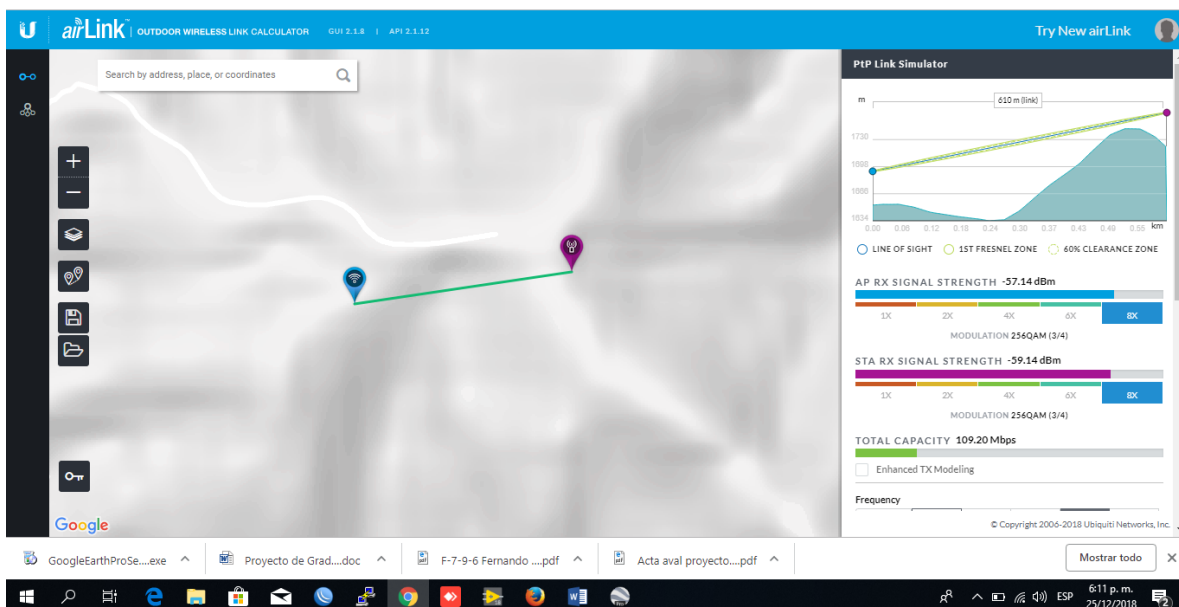 airLink™ OUTDOOR WIRELESS LINK CALCULATOR GUI 2.1.8 | API 2.1.12 Try New airLink
Search by address, place, or coordinates
PtP Link Simulator
m
610 m (link)
1730
1698
1666
1634
0.00 0.06 0.12 0.18 0.24 0.30 0.37 0.43 0.49 0.55 km
LINE OF SIGHT 1ST FRESNEL ZONE 60% CLEARANCE ZONE
AP RX SIGNAL STRENGTH -57.14 dBm
1X 2X 4X 6X 8X
MODULATION 256QAM (3/4)
STA RX SIGNAL STRENGTH -59.14 dBm
1X 2X 4X 6X 8X
MODULATION 256QAM (3/4)
TOTAL CAPACITY 109.20 Mbps
Enhanced TX Modeling
Frequency
Google
© Copyright 2006-2018 Ubiquiti Networks, Inc.
GoogleEarthProSe....exe Proyecto de Grad....doc F-7-9-6 Fernando ....pdf Acta aval proyecto....pdf Mostrar todo
ESP 6:11 p. m.
25/12/2018 2